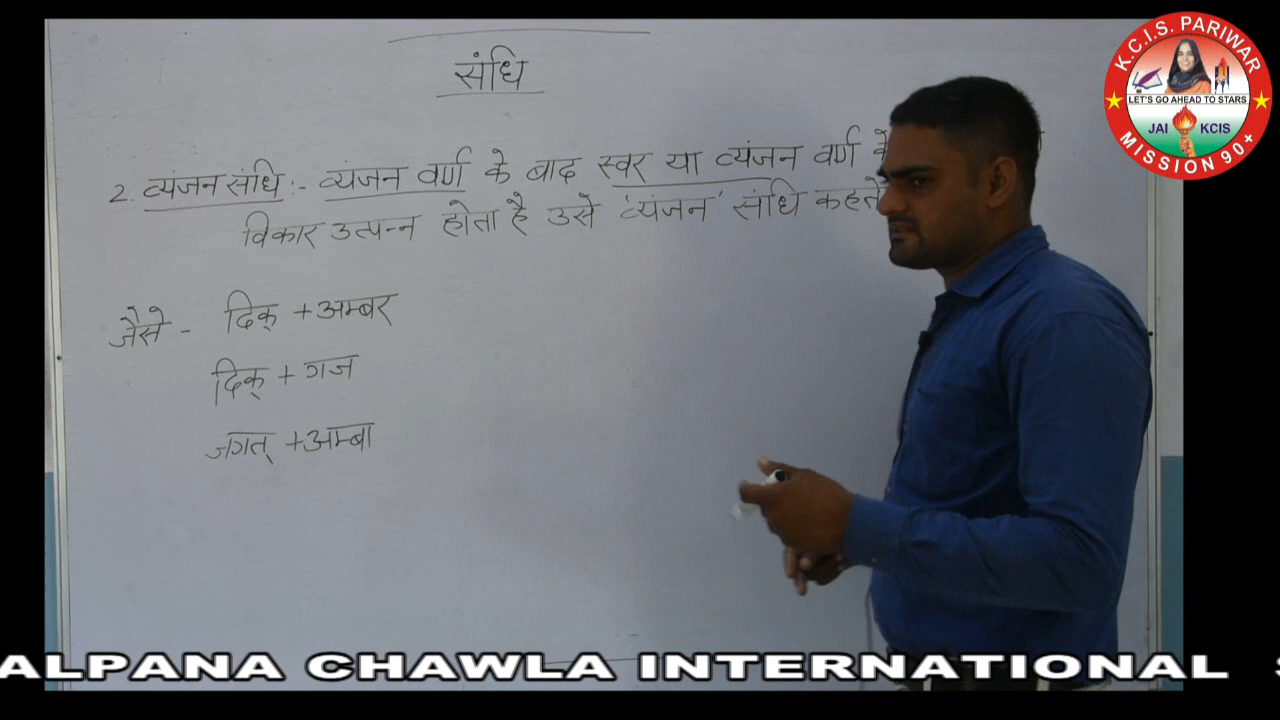 संधि
2. व्यंजन संधि :- व्यंजन वर्ण के बाद स्वर या व्यंजन वर्ण के
विकार उत्पन्न होता है उसे 'व्यंजन' संधि कहते
जैसे - दिक् + अम्बर
दिक् + गज
जगत् + अम्बा
K.C.I.S. PARIWAR
LET'S GO AHEAD TO STARS
JAI KCIS
MISSION 90+
ALPANA CHAWLA INTERNATIONAL